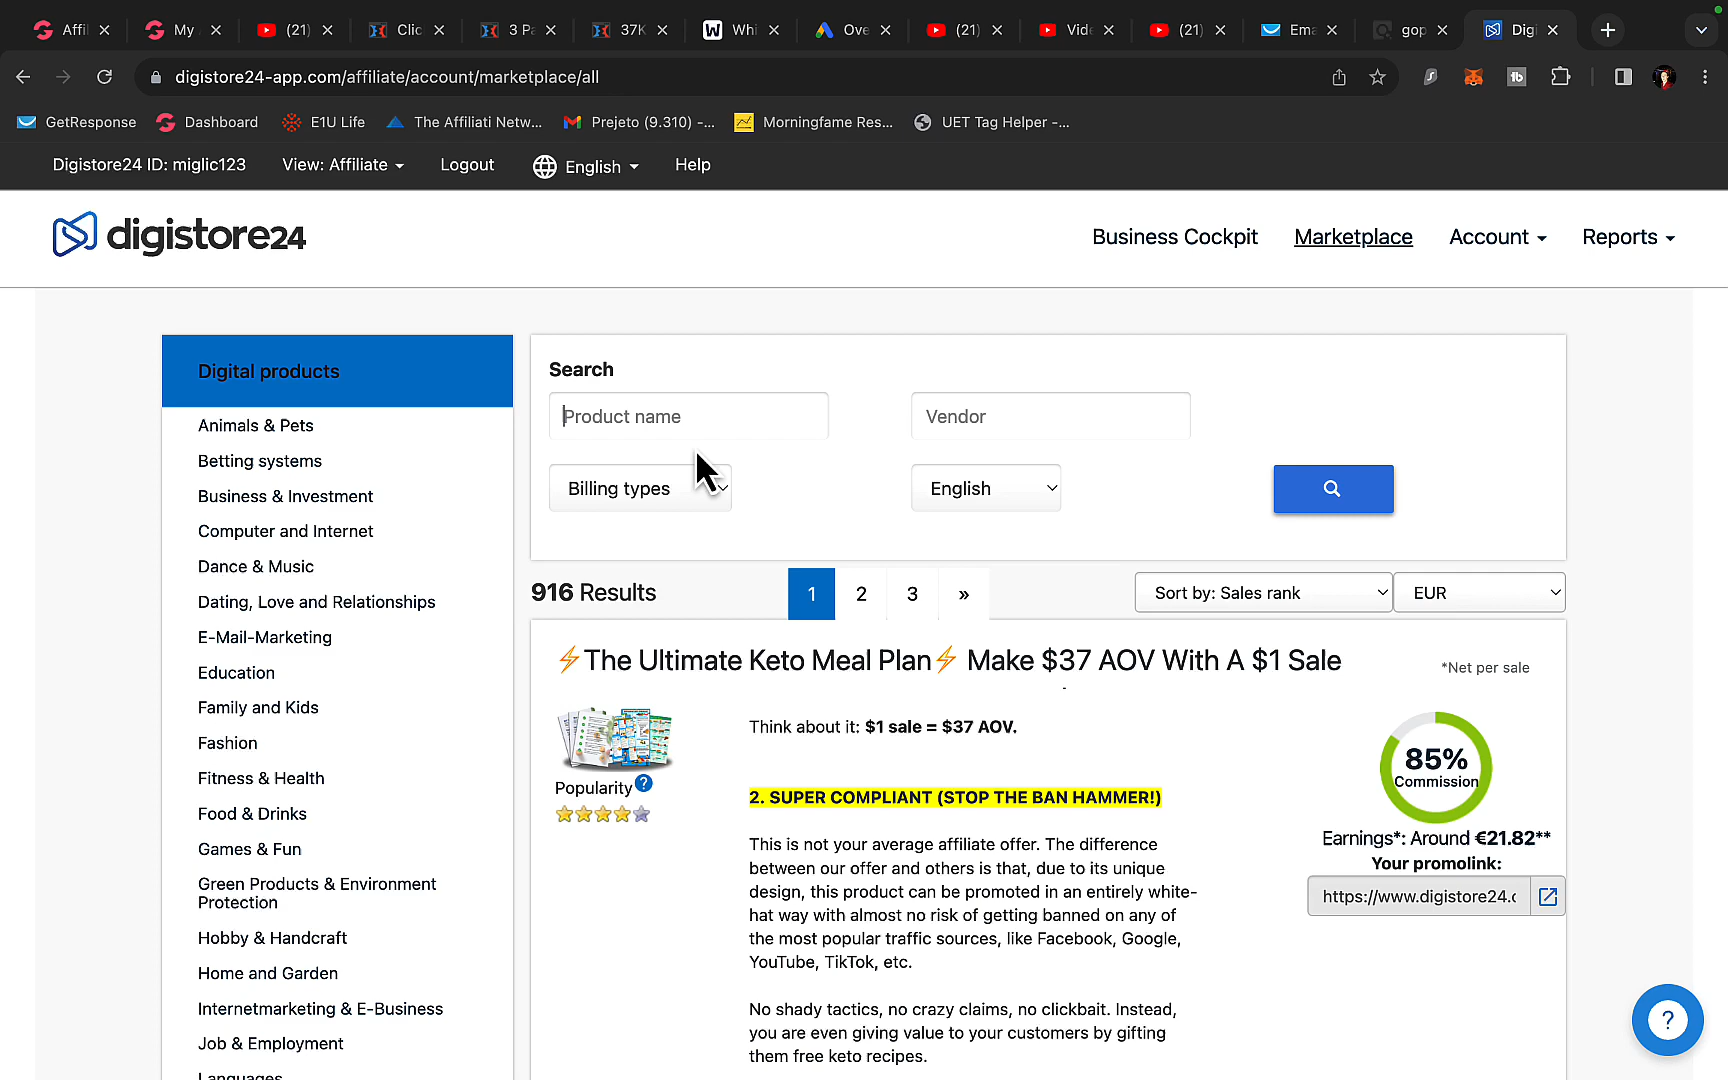 Affil
My
(21)
Clic
3 Pa
37K
Whi
Ove
(21)
Vide
(21)
Ema
gop
Digi
digistore24-app.com/affiliate/account/marketplace/all
GetResponse
Dashboard
E1U Life
The Affiliati Netw...
Prejeto (9.310) -...
Morningfame Res...
UET Tag Helper -...
Digistore24 ID: miglic123
View: Affiliate
Logout
English
Help
digistore24
Business Cockpit
Marketplace
Account
Reports
Digital products
Animals & Pets
Betting systems
Business & Investment
Computer and Internet
Dance & Music
Dating, Love and Relationships
E-Mail-Marketing
Education
Family and Kids
Fashion
Fitness & Health
Food & Drinks
Games & Fun
Green Products & Environment
Protection
Hobby & Handcraft
Home and Garden
Internetmarketing & E-Business
Job & Employment
Languages
Search
Product name
Vendor
Billing types
English
916 Results
1
2
3
»
Sort by: Sales rank
EUR
⚡The Ultimate Keto Meal Plan⚡ Make $37 AOV With A $1 Sale
*Net per sale
Popularity ?
Think about it: $1 sale = $37 AOV.
2. SUPER COMPLIANT (STOP THE BAN HAMMER!)
This is not your average affiliate offer. The difference
between our offer and others is that, due to its unique
design, this product can be promoted in an entirely white-
hat way with almost no risk of getting banned on any of
the most popular traffic sources, like Facebook, Google,
YouTube, TikTok, etc.
No shady tactics, no crazy claims, no clickbait. Instead,
you are even giving value to your customers by gifting
them free keto recipes.
85%
Commission
Earnings*: Around €21.82**
Your promolink:
https://www.digistore24.c
?